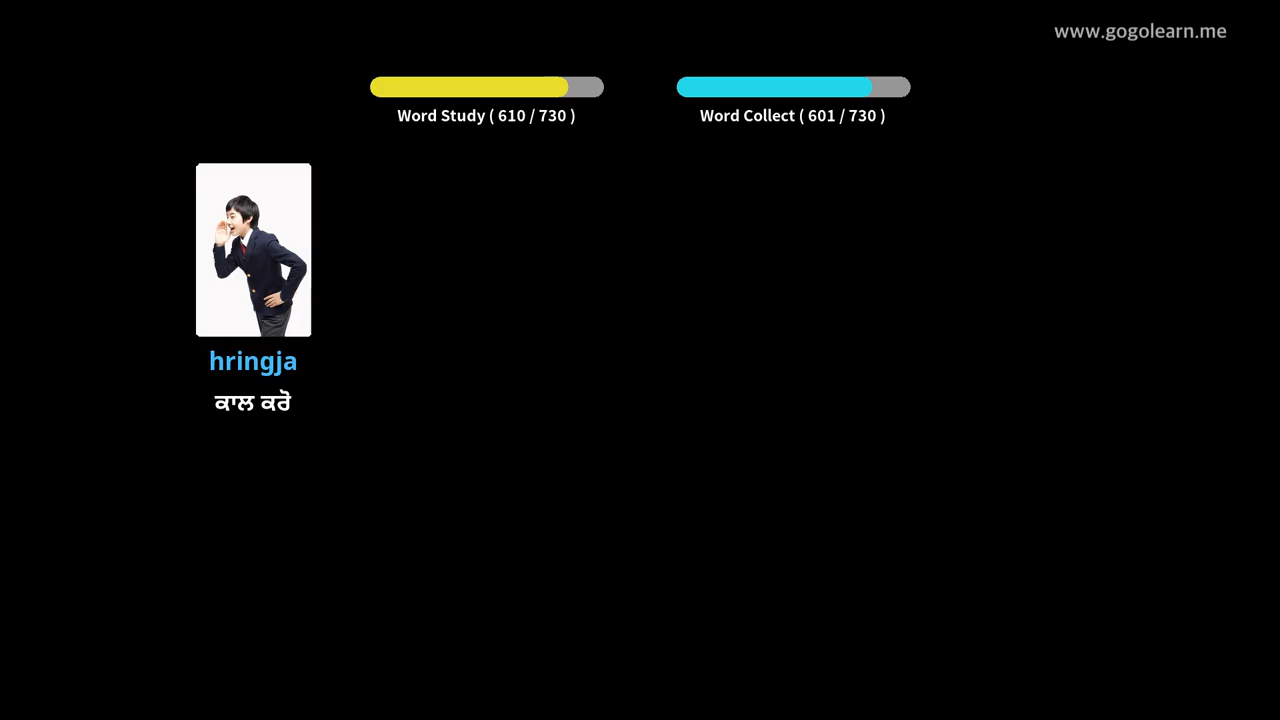 www.gogolearn.me
Word Study ( 610 / 730 )
Word Collect ( 601 / 730 )
hringja
ਕਾਲ ਕਰੋ